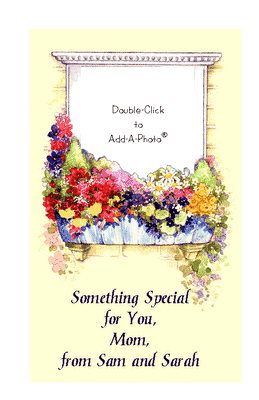 Double-Click
to
Add-A-Photo®
Something Special
for You,
Mom,
from Sam and Sarah